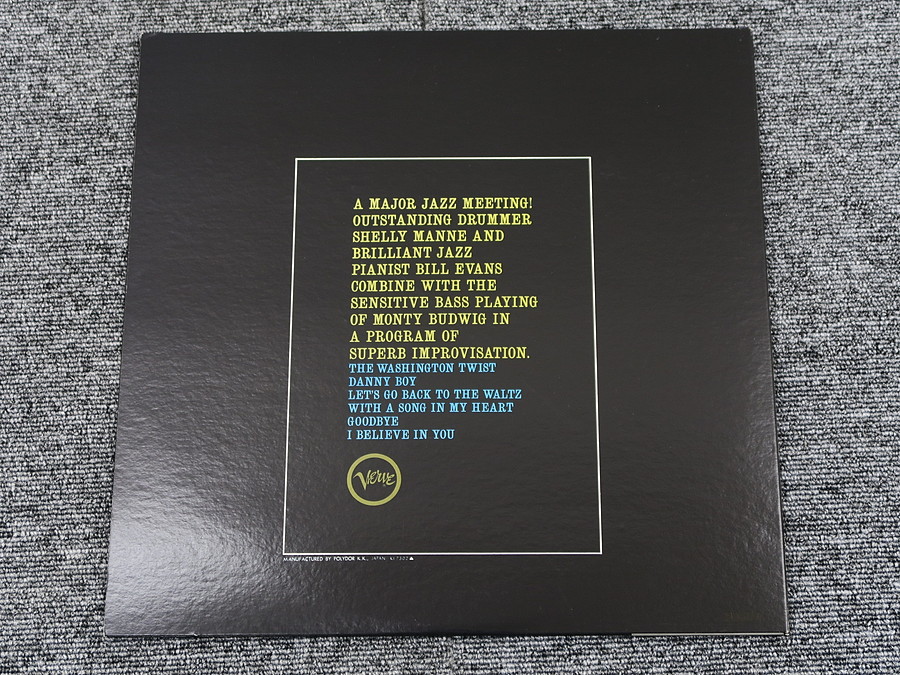 A MAJOR JAZZ MEETING!
OUTSTANDING DRUMMER
SHELLY MANNE AND
BRILLIANT JAZZ
PIANIST BILL EVANS
COMBINE WITH THE
SENSITIVE BASS PLAYING
OF MONTY BUDWIG IN
A PROGRAM OF
SUPERB IMPROVISATION.
THE WASHINGTON TWIST
DANNY BOY
LET'S GO BACK TO THE WALTZ
WITH A SONG IN MY HEART
GOODBYE
I BELIEVE IN YOU
Verve
MANUFACTURED BY POLYDOR K.K., JAPAN